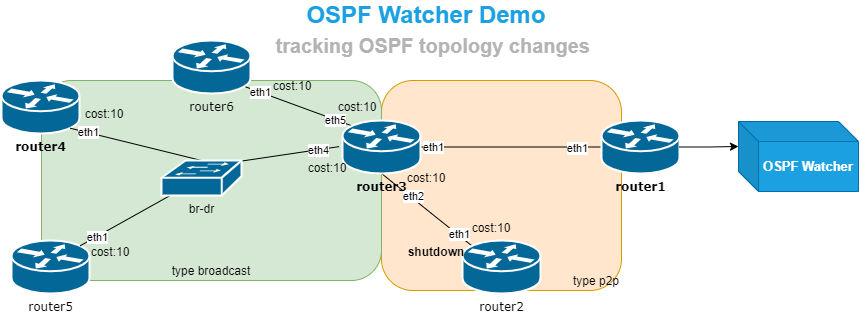 OSPF Watcher Demo
tracking OSPF topology changes
router6
eth1
cost:10
cost:10
eth5
router4
cost:10
eth1
eth4
cost:10
router3
eth1
cost:10
eth2
eth1
router1
OSPF Watcher
br-dr
eth1
cost:10
router5
type broadcast
eth1
cost:10
shutdown
router2
type p2p